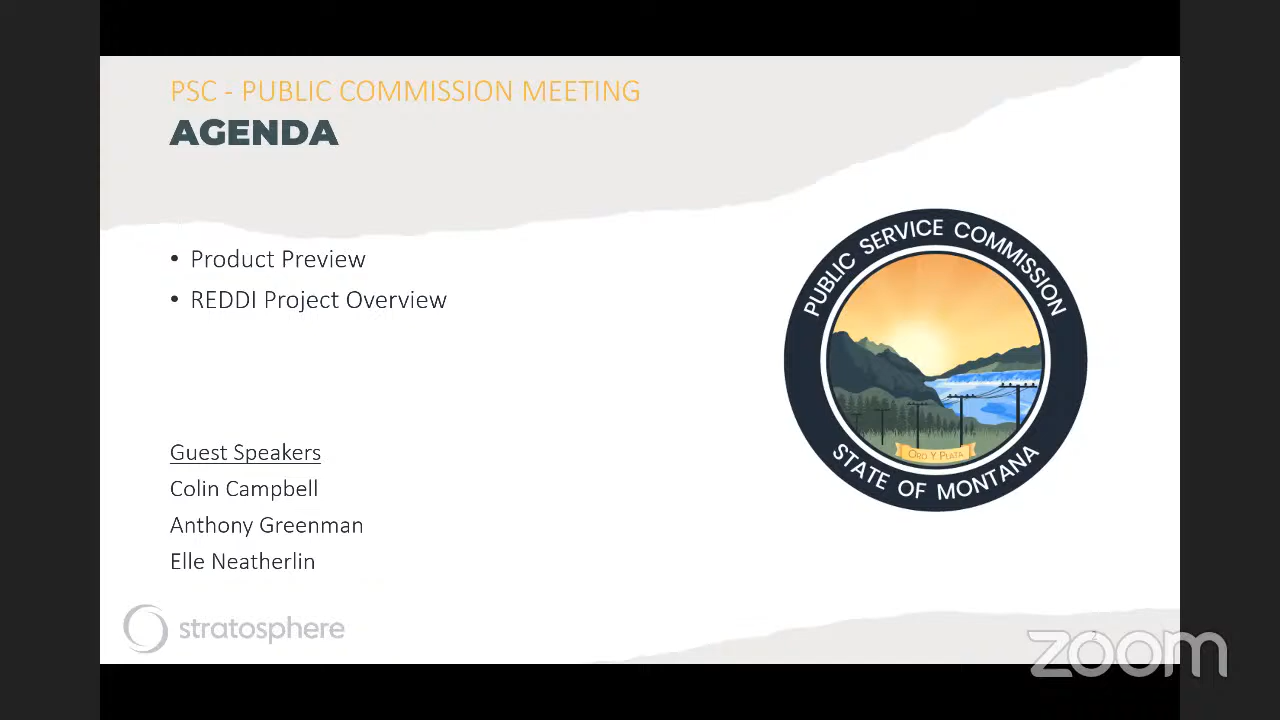 PSC - PUBLIC COMMISSION MEETING
AGENDA
• Product Preview
• REDDI Project Overview
PUBLIC SERVICE COMMISSION
ORO Y PLATA
STATE OF MONTANA
Guest Speakers
Colin Campbell
Anthony Greenman
Elle Neatherlin
stratosphere
2
zoom